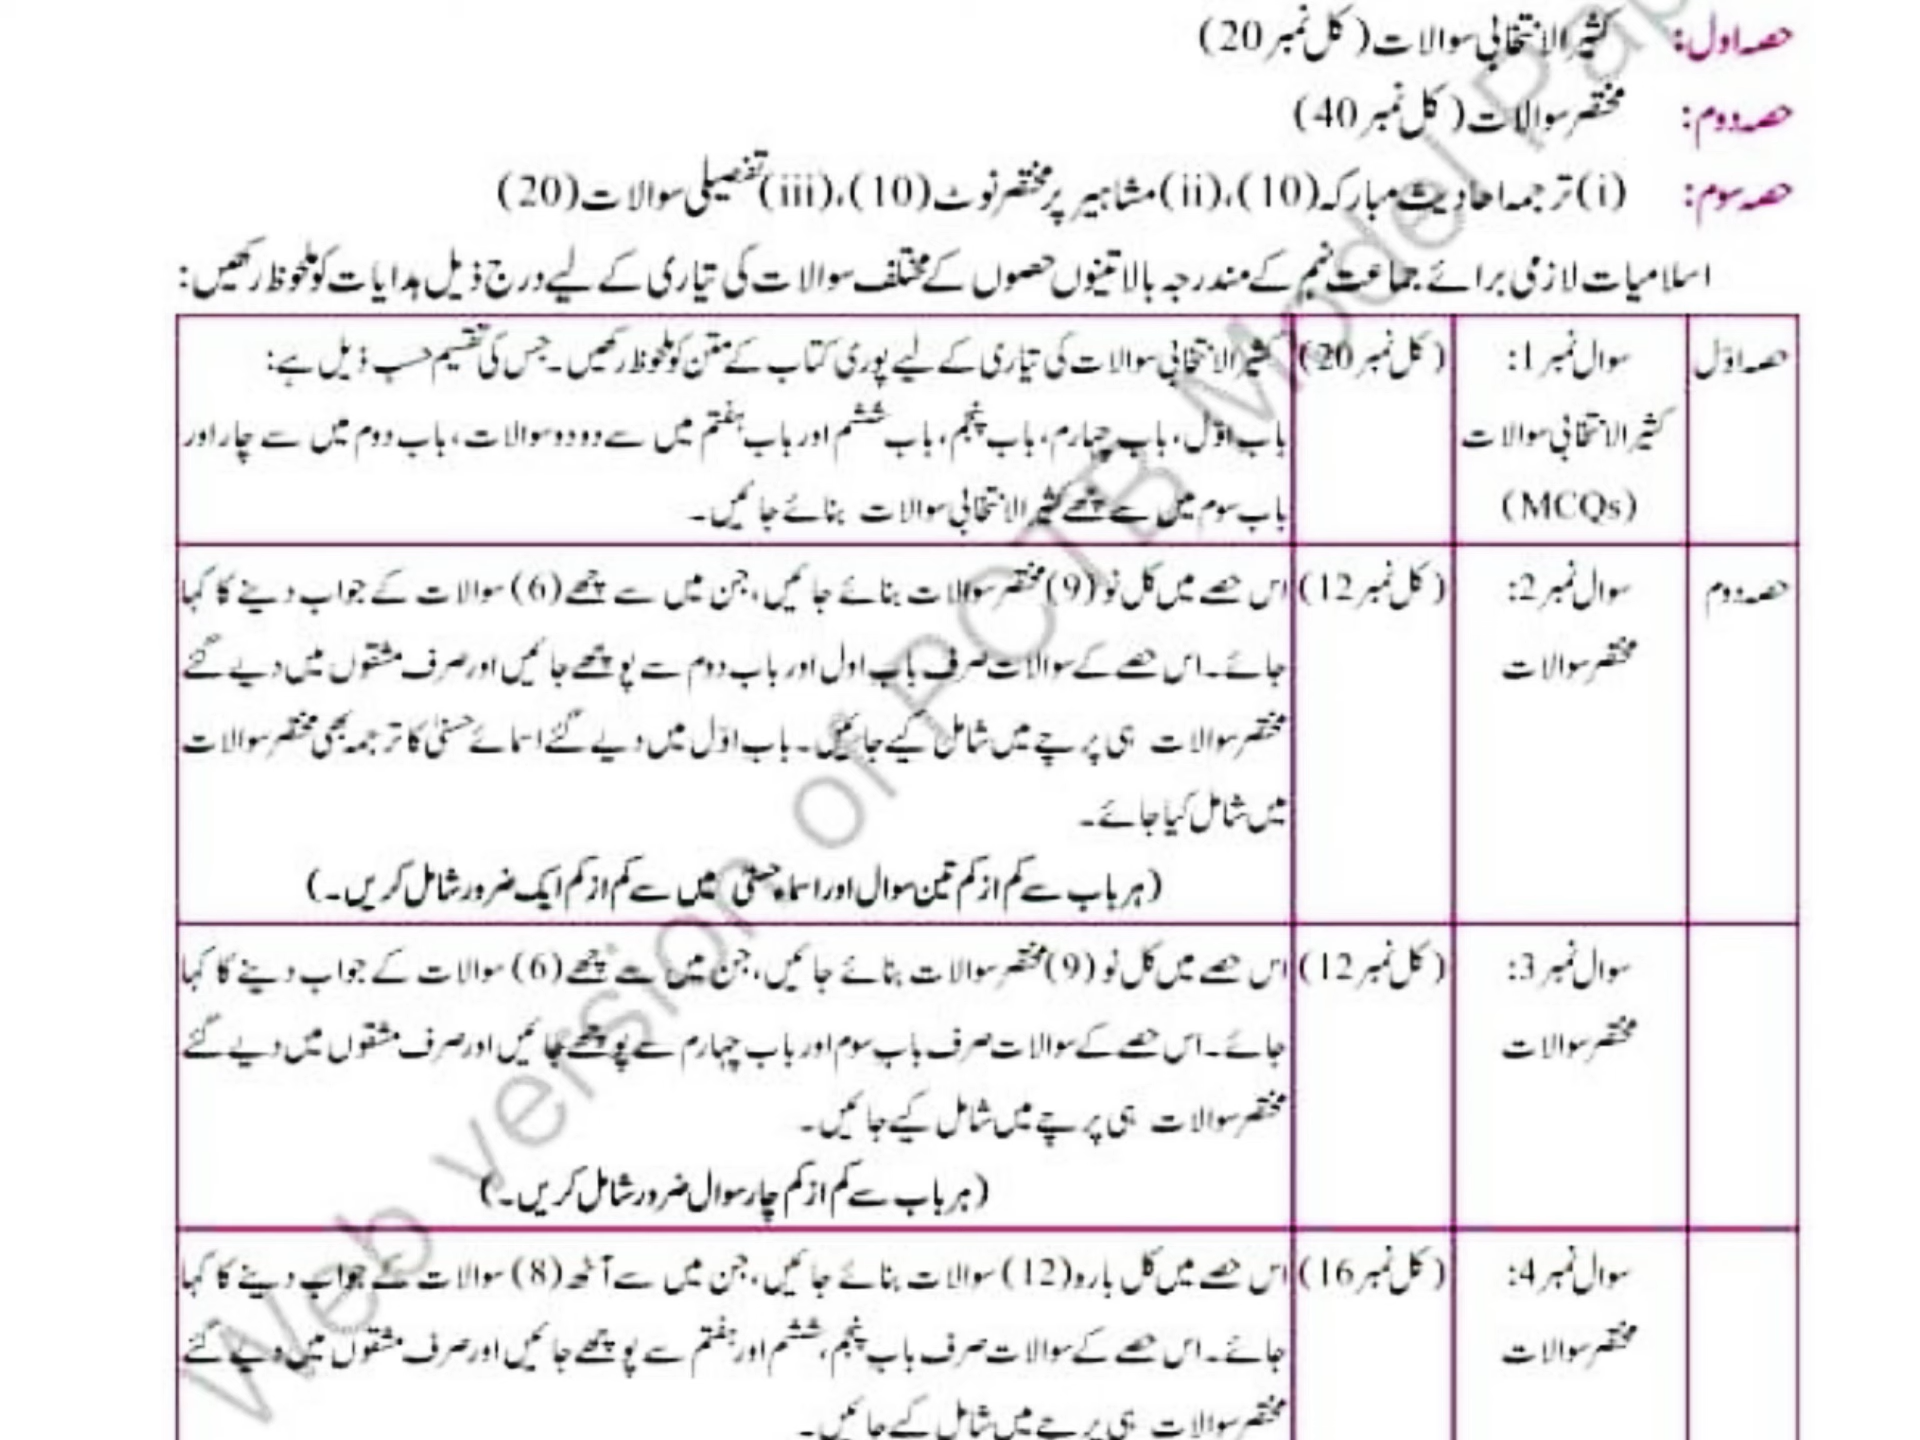 حصہ اول: کثیر الانتخابی سوالات (کل نمبر 20)
حصہ دوم: مختصر سوالات (کل نمبر 40)
حصہ سوم: (i) ترجمہ احادیث مبارکہ (10)، (ii) مشاہیر پر مختصر نوٹ (10)، (iii) تفصیلی سوالات (20)
اسلامیات لازمی برائے جماعت نہم کے مندرجہ بالا تینوں حصوں کے مختلف سوالات کی تیاری کے لیے درج ذیل ہدایات کو ملحوظ رکھیں:
حصہ اوّل
سوال نمبر 1:
کثیر الانتخابی سوالات
(MCQs)
(کل نمبر 20)
کثیر الانتخابی سوالات کی تیاری کے لیے پوری کتاب کے متن کو ملحوظ رکھیں۔ جس کی تقسیم حسب ذیل ہے:
باب اوّل، باب چہارم، باب پنجم، باب ششم اور باب ہفتم میں سے دو دو سوالات، باب دوم میں سے چار اور
باب سوم میں سے چھے کثیر الانتخابی سوالات بنائے جائیں۔
حصہ دوم
سوال نمبر 2:
مختصر سوالات
(کل نمبر 12)
اس حصے میں کل نو (9) مختصر سوالات بنائے جائیں، جن میں سے چھے (6) سوالات کے جواب دینے کا کہا
جائے۔ اس حصے کے سوالات صرف باب اول اور باب دوم سے پوچھے جائیں اور صرف مشقوں میں دیے گئے
مختصر سوالات ہی پرچے میں شامل کیے جائیں۔ باب اوّل میں دیے گئے اسمائے حسنیٰ کا ترجمہ بھی مختصر سوالات
میں شامل کیا جائے۔
(ہر باب سے کم از کم تین سوال اور اسماء حسنیٰ میں سے کم از کم ایک ضرور شامل کریں۔)
سوال نمبر 3:
مختصر سوالات
(کل نمبر 12)
اس حصے میں کل نو (9) مختصر سوالات بنائے جائیں، جن میں سے چھے (6) سوالات کے جواب دینے کا کہا
جائے۔ اس حصے کے سوالات صرف باب سوم اور باب چہارم سے پوچھے جائیں اور صرف مشقوں میں دیے گئے
مختصر سوالات ہی پرچے میں شامل کیے جائیں۔
(ہر باب سے کم از کم چار سوال ضرور شامل کریں۔)
سوال نمبر 4:
مختصر سوالات
(کل نمبر 16)
اس حصے میں کل بارہ (12) سوالات بنائے جائیں، جن میں سے آٹھ (8) سوالات کے جواب دینے کا کہا
جائے۔ اس حصے کے سوالات صرف باب پنجم، ششم اور ہفتم سے پوچھے جائیں اور صرف مشقوں میں دیے گئے
مختصر سوالات ہی پرچے میں شامل کیے جائیں۔
Web version of PCTB Model Pap